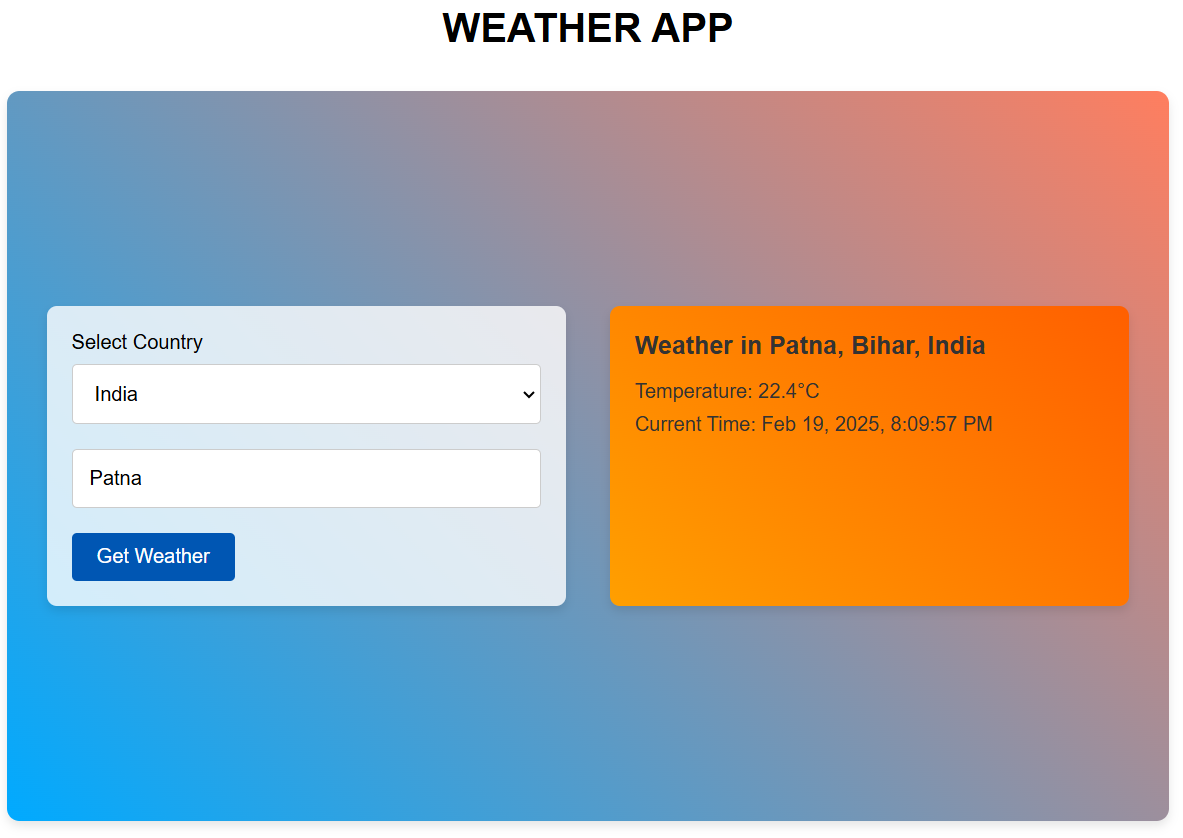 WEATHER APP
Select Country
India
Patna
Get Weather
Weather in Patna, Bihar, India
Temperature: 22.4°C
Current Time: Feb 19, 2025, 8:09:57 PM